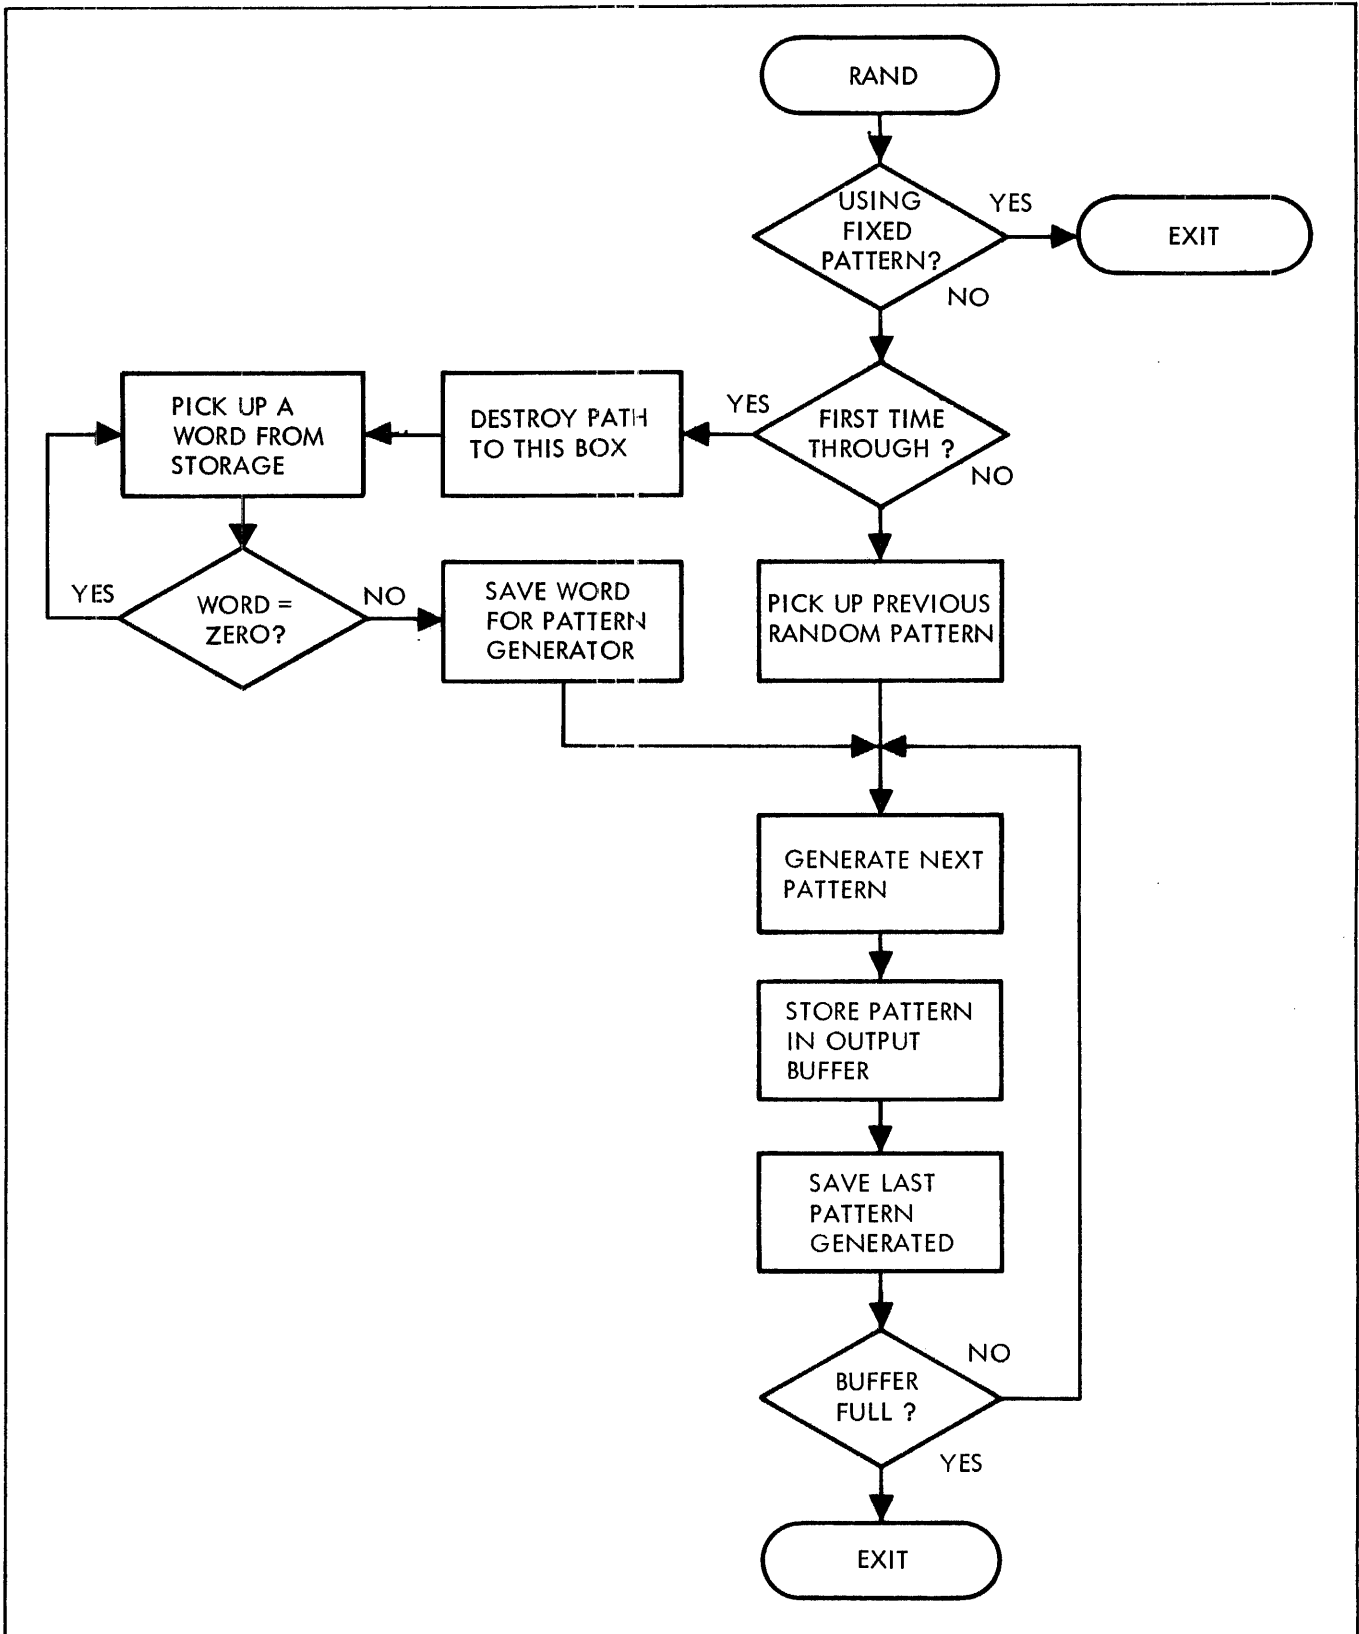 RAND
USING
FIXED
PATTERN?
YES
EXIT
NO
FIRST TIME
THROUGH ?
YES
NO
DESTROY PATH
TO THIS BOX
PICK UP A
WORD FROM
STORAGE
WORD =
ZERO?
YES
NO
SAVE WORD
FOR PATTERN
GENERATOR
PICK UP PREVIOUS
RANDOM PATTERN
GENERATE NEXT
PATTERN
STORE PATTERN
IN OUTPUT
BUFFER
SAVE LAST
PATTERN
GENERATED
BUFFER
FULL ?
NO
YES
EXIT